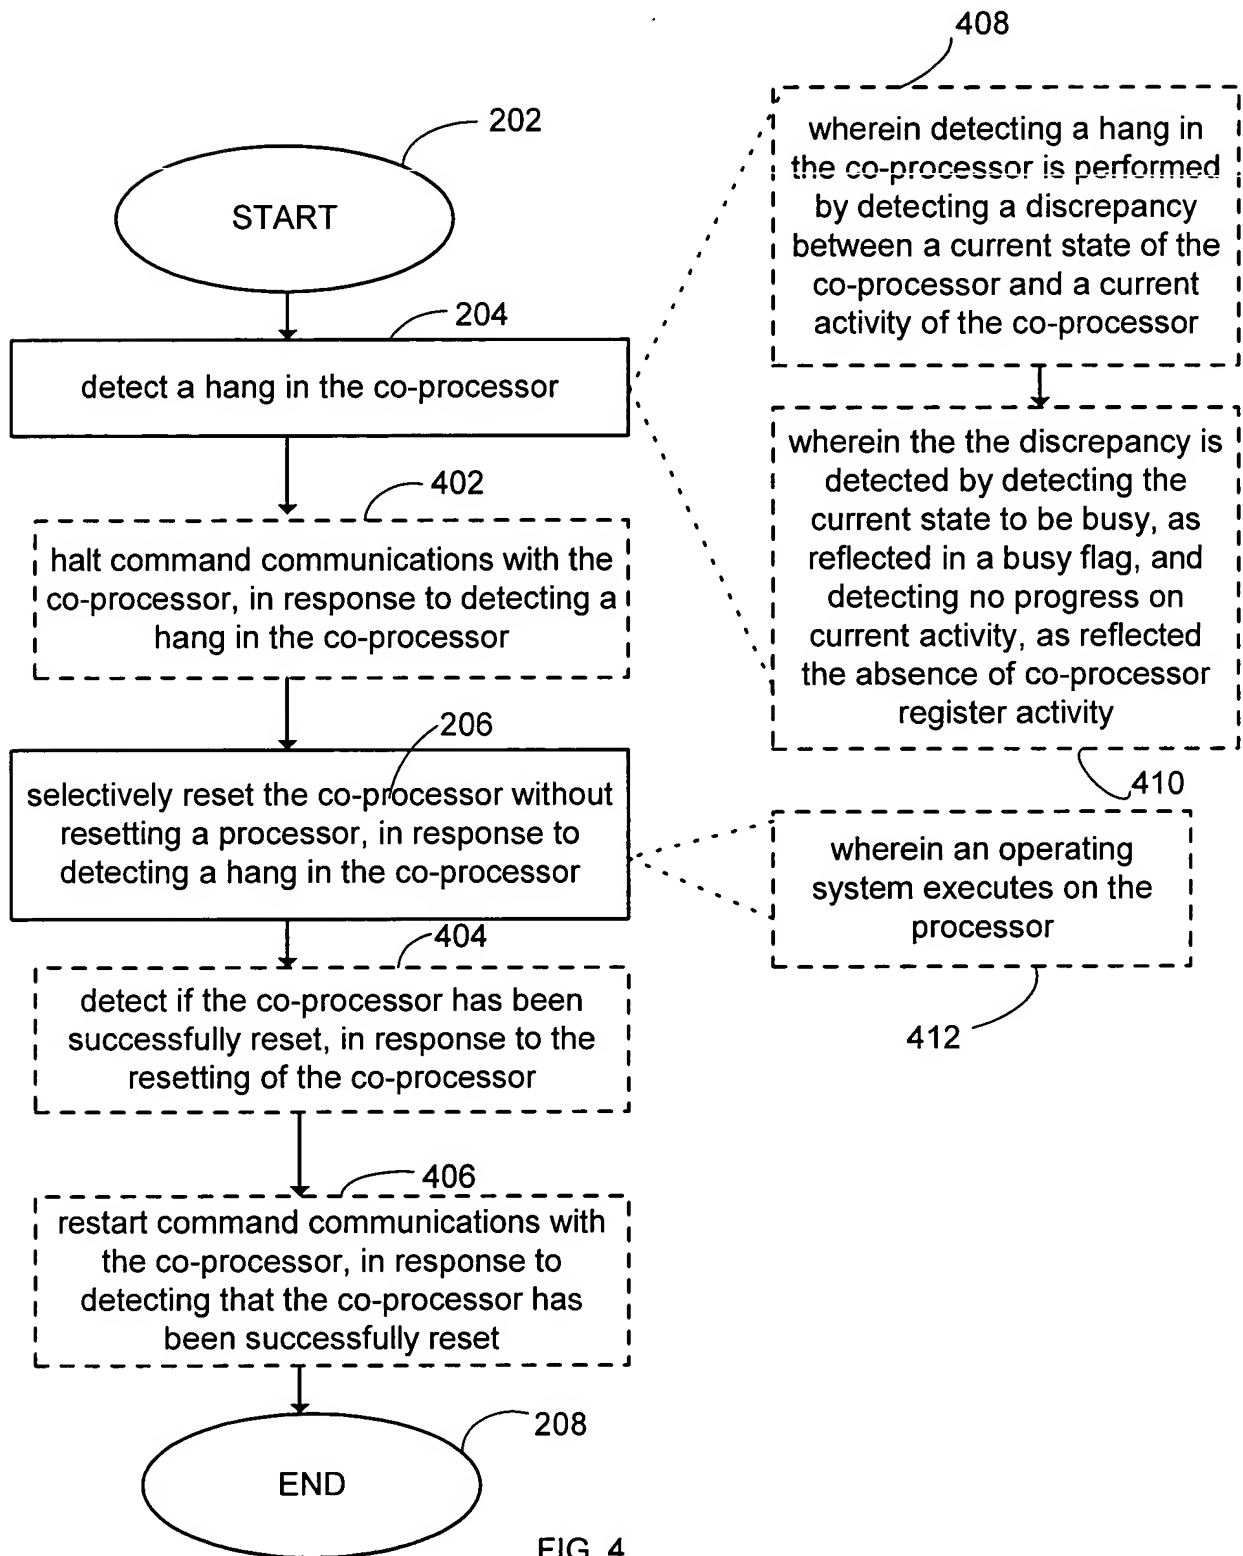 202
START
204
detect a hang in the co-processor
402
halt command communications with the
co-processor, in response to detecting a
hang in the co-processor
206
selectively reset the co-processor without
resetting a processor, in response to
detecting a hang in the co-processor
404
detect if the co-processor has been
successfully reset, in response to the
resetting of the co-processor
406
restart command communications with
the co-processor, in response to
detecting that the co-processor has
been successfully reset
208
END
408
wherein detecting a hang in
the co-processor is performed
by detecting a discrepancy
between a current state of the
co-processor and a current
activity of the co-processor
wherein the the discrepancy is
detected by detecting the
current state to be busy, as
reflected in a busy flag, and
detecting no progress on
current activity, as reflected
the absence of co-processor
register activity
410
wherein an operating
system executes on the
processor
412
FIG. 4